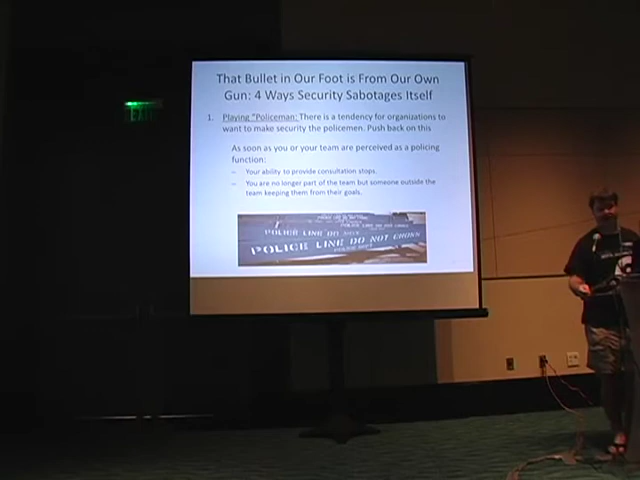 EXIT
That Bullet in Our Foot is From Our Own
Gun: 4 Ways Security Sabotages Itself
1. Playing "Policeman: There is a tendency for organizations to
want to make security the policemen. Push back on this
As soon as you or your team are perceived as a policing
function:
– Your ability to provide consultation stops.
– You are no longer part of the team but someone outside the
team keeping them from their goals.
POLICE LINE DO NOT
POLICE LINE DO NOT CROSS